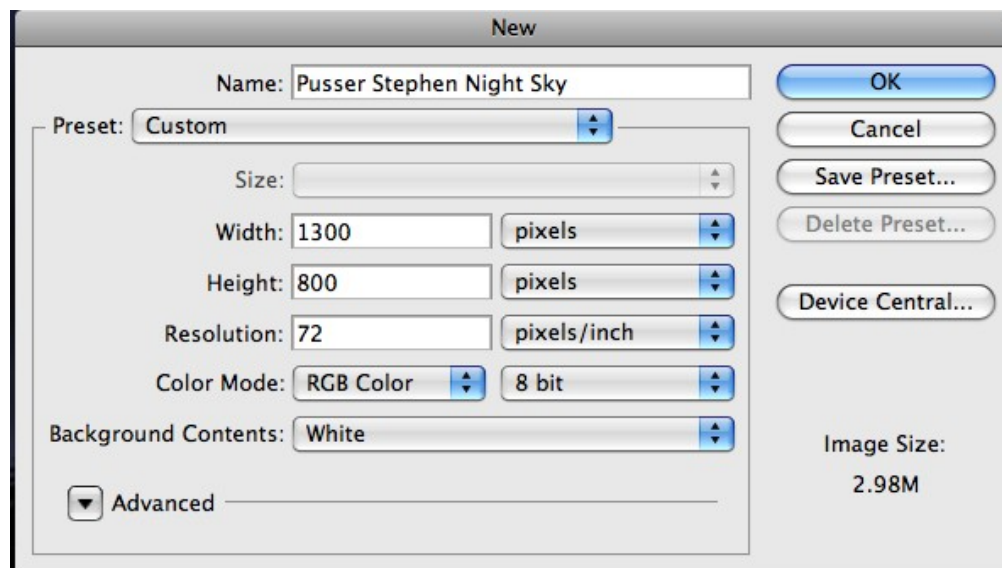 New
Name: Pusser Stephen Night Sky
OK
Preset: Custom
Cancel
Size:
Save Preset...
Width: 1300 pixels
Delete Preset...
Height: 800 pixels
Device Central...
Resolution: 72 pixels/inch
Color Mode: RGB Color 8 bit
Background Contents: White
Image Size:
2.98M
Advanced